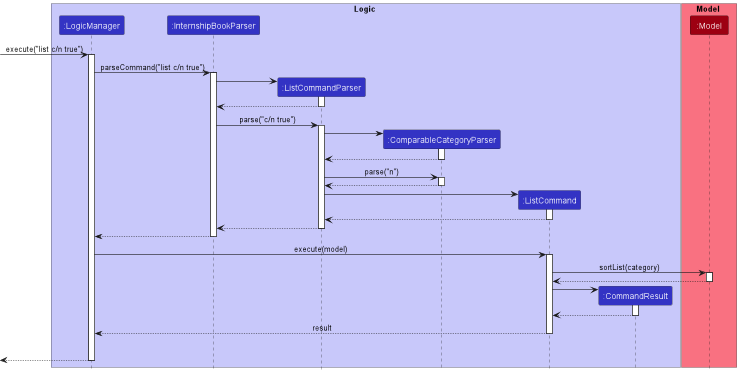 Logic
Model
:LogicManager
:InternshipBookParser
:Model
execute("list c/n true")
parseCommand("list c/n true")
:ListCommandParser
parse("c/n true")
:ComparableCategoryParser
parse("n")
:ListCommand
execute(model)
sortList(category)
:CommandResult
result